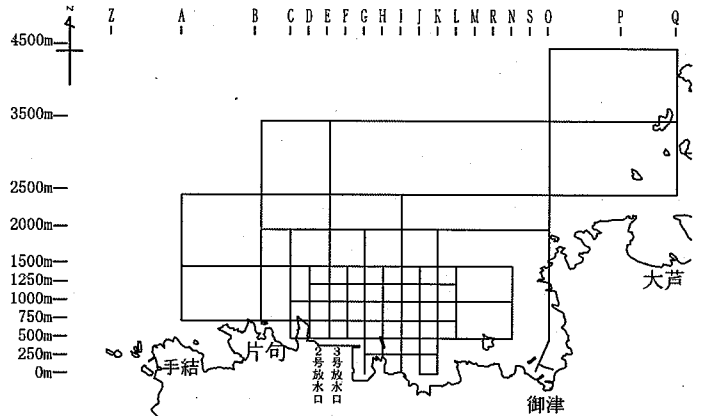 N
Z A B C D E F G H I J K L M R N S O P Q
4500m
3500m
2500m
2000m
1500m
1250m
1000m
750m
500m
250m
0m
大芦
手結
片句
2号放水口
3号放水口
御津